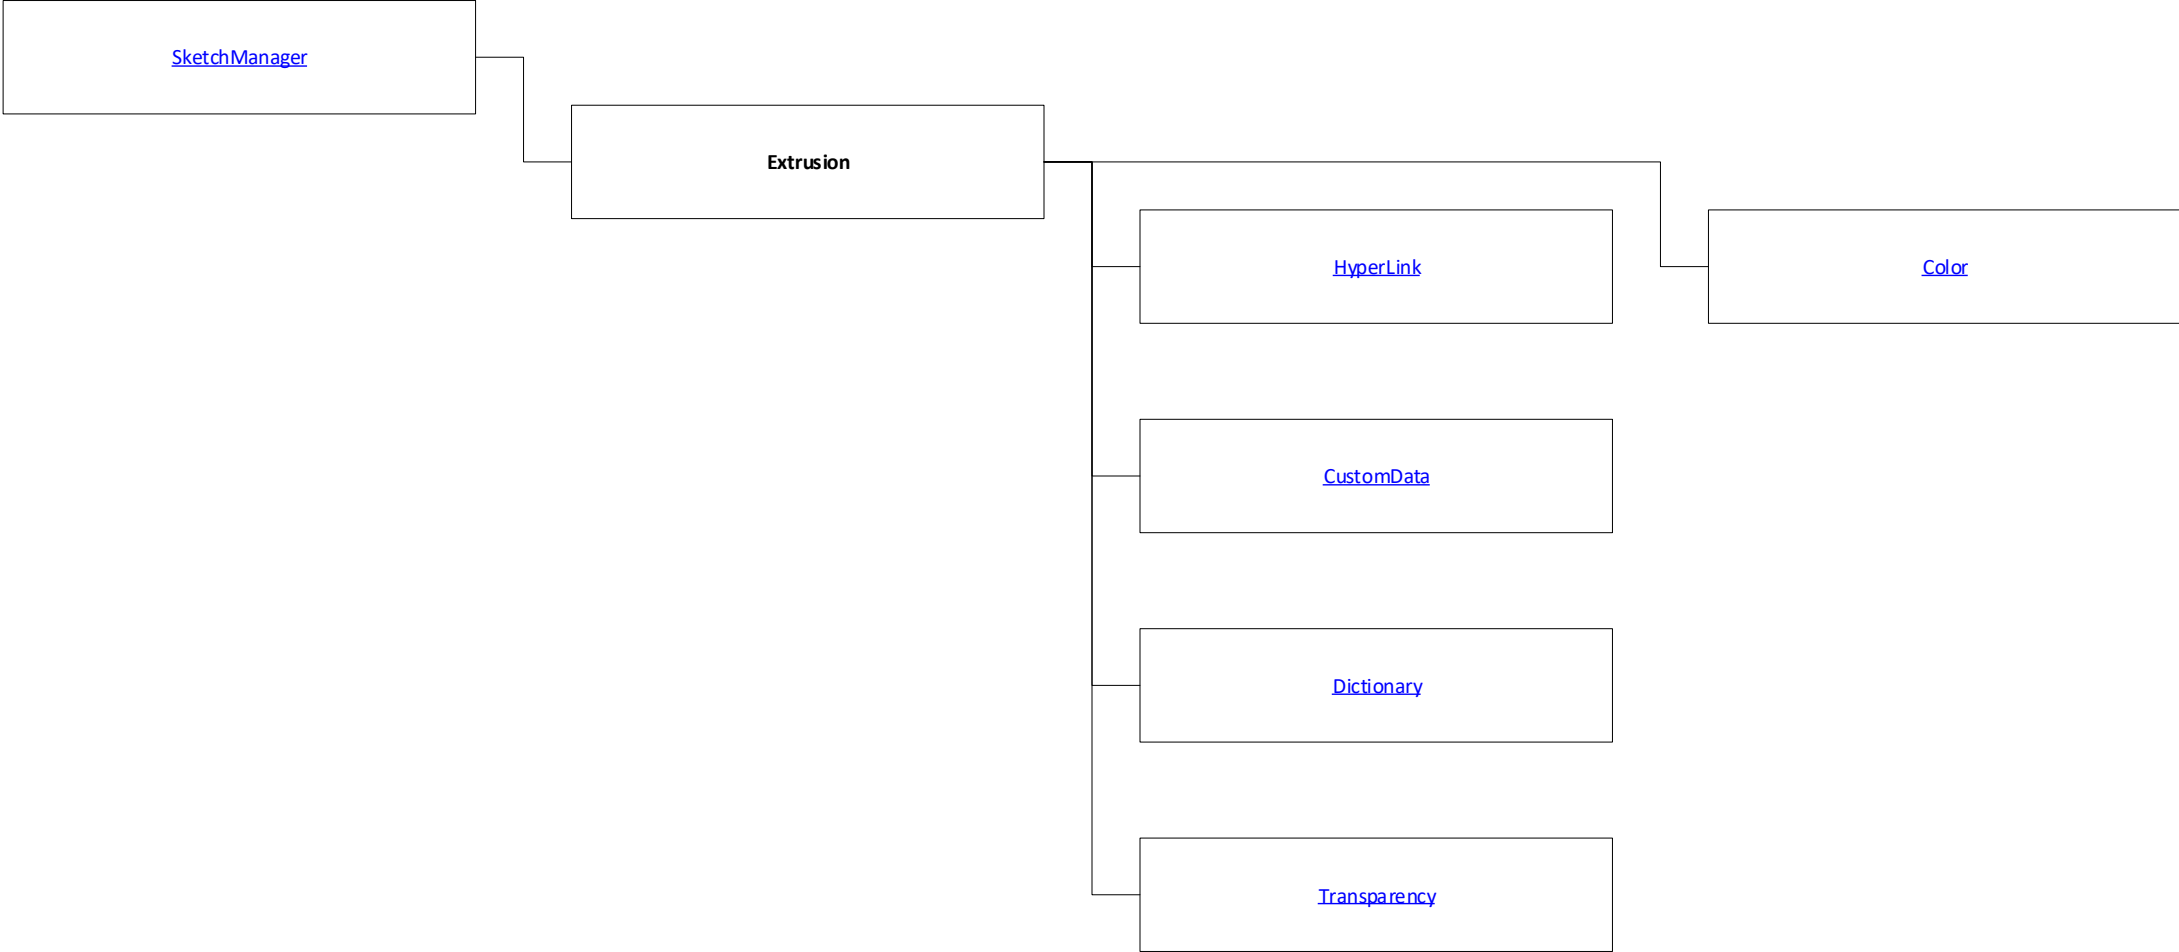 SketchManager
Extrusion
HyperLink
Color
CustomData
Dictionary
Transparency